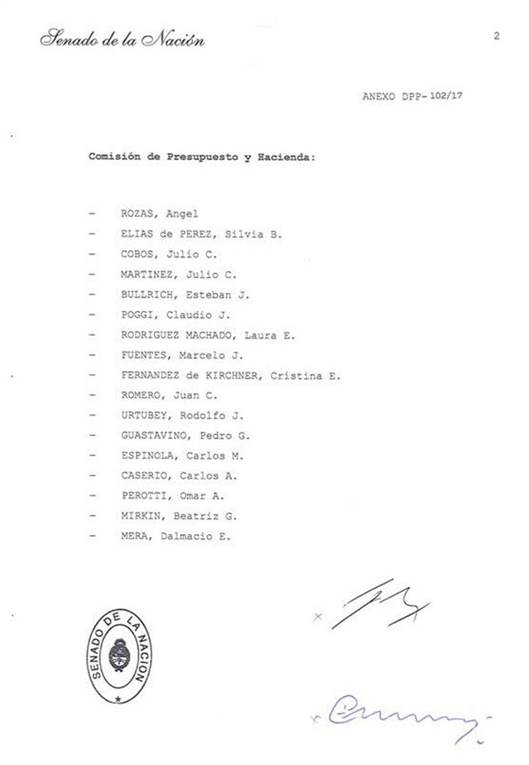 Senado de la Nación
2
ANEXO DPP-102/17
Comisión de Presupuesto y Hacienda:
- ROZAS, Angel
- ELIAS de PEREZ, Silvia B.
- COBOS, Julio C.
- MARTINEZ, Julio C.
- BULLRICH, Esteban J.
- POGGI, Claudio J.
- RODRIGUEZ MACHADO, Laura E.
- FUENTES, Marcelo J.
- FERNANDEZ de KIRCHNER, Cristina E.
- ROMERO, Juan C.
- URTUBEY, Rodolfo J.
- GUASTAVINO, Pedro G.
- ESPINOLA, Carlos M.
- CASERIO, Carlos A.
- PEROTTI, Omar A.
- MIRKIN, Beatriz G.
- MERA, Dalmacio E.
SENADO DE LA NACION